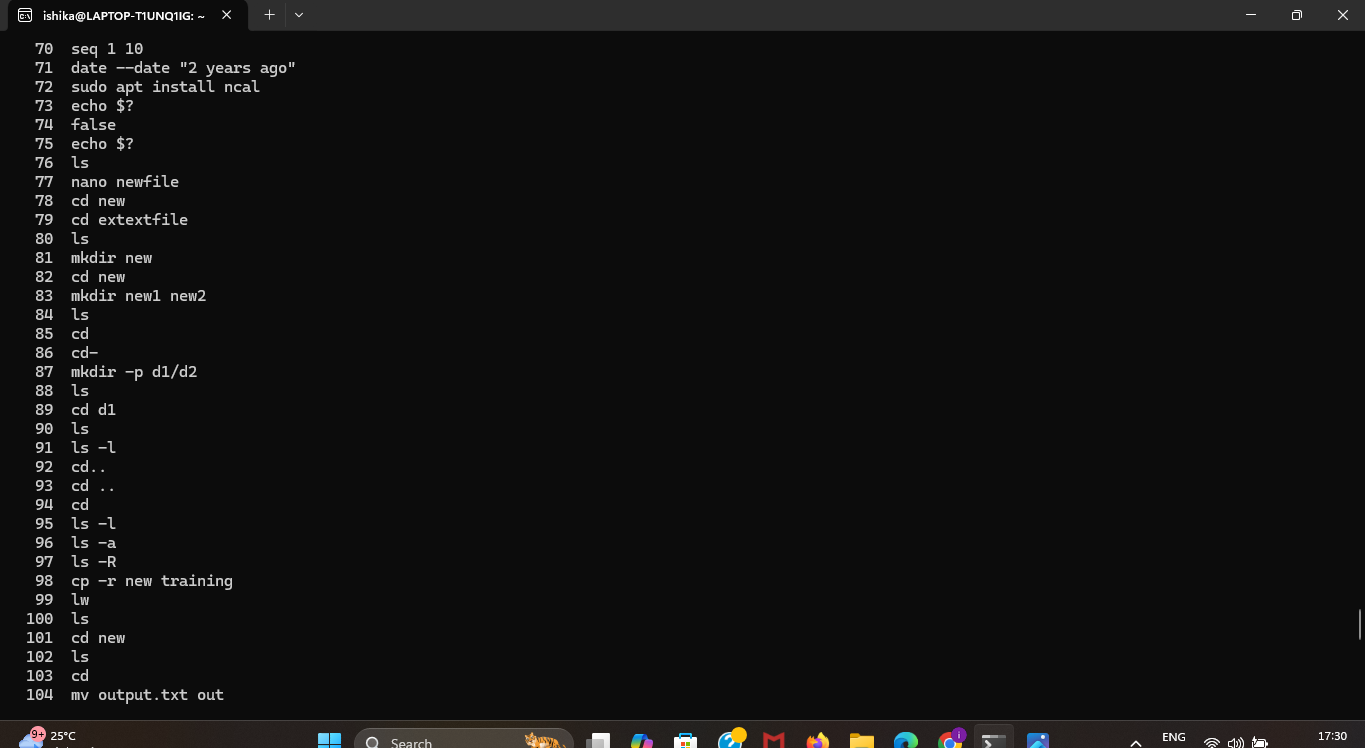 ishika@LAPTOP-T1UNQ1IG: ~
70 seq 1 10
71 date --date "2 years ago"
72 sudo apt install ncal
73 echo $?
74 false
75 echo $?
76 ls
77 nano newfile
78 cd new
79 cd extextfile
80 ls
81 mkdir new
82 cd new
83 mkdir new1 new2
84 ls
85 cd
86 cd-
87 mkdir -p d1/d2
88 ls
89 cd d1
90 ls
91 ls -l
92 cd..
93 cd ..
94 cd
95 ls -l
96 ls -a
97 ls -R
98 cp -r new training
99 lw
100 ls
101 cd new
102 ls
103 cd
104 mv output.txt out
9+ 25°C
Search
i
ENG
17:30